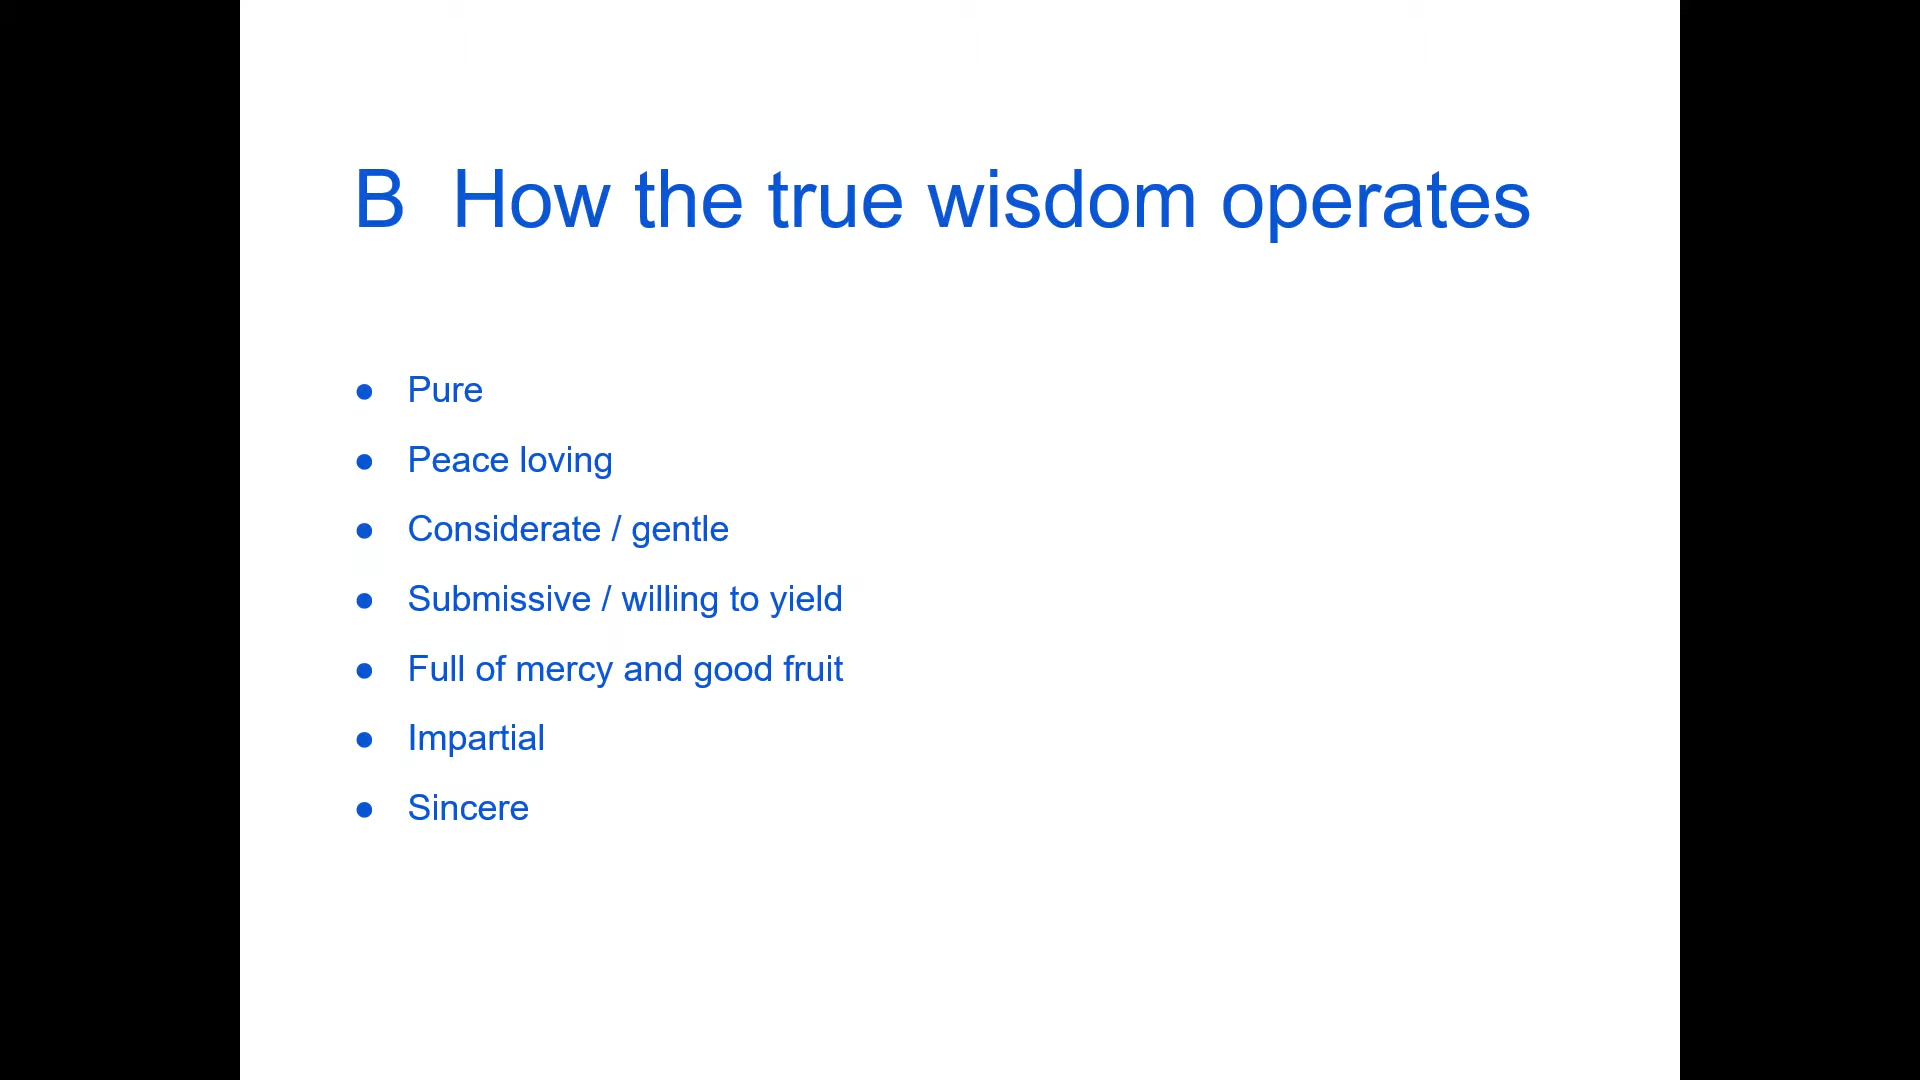 B  How the true wisdom operates
● Pure
● Peace loving
● Considerate / gentle
● Submissive / willing to yield
● Full of mercy and good fruit
● Impartial
● Sincere